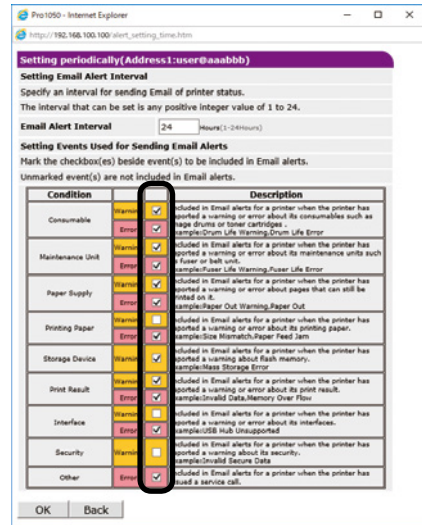 Pro1050 - Internet Explorer
http://192.168.100.100/alert_setting_time.htm
Setting periodically(Address1:user@aaabbb)
Setting Email Alert Interval
Specify an interval for sending Email of printer status.
The interval that can be set is any positive integer value of 1 to 24.
Email Alert Interval 24 Hours(1-24Hours)
Setting Events Used for Sending Email Alerts
Mark the checkbox(es) beside event(s) to be included in Email alerts.
Unmarked event(s) are not included in Email alerts.
Condition Description
Consumable
Warnin
Error
ncluded in Email alerts for a printer when the printer has
eported a warning or error about its consumables such as
mage drums or toner cartridges .
xample:Drum Life Warning,Drum Life Error
Maintenance Unit
Warnin
Error
ncluded in Email alerts for a printer when the printer has
eported a warning or error about its maintenance units such
s fuser or belt unit.
xample:Fuser Life Warning,Fuser Life Error
Paper Supply
Warnin
Error
ncluded in Email alerts for a printer when the printer has
eported a warning or error about pages that can still be
rinted on it.
xample:Paper Out Warning,Paper Out
Printing Paper
Warnin
Error
ncluded in Email alerts for a printer when the printer has
eported a warning or error about its printing paper.
xample:Size Mismatch,Paper Feed Jam
Storage Device
Warnin
ncluded in Email alerts for a printer when the printer has
eported a warning about flash memory.
xample:Mass Storage Error
Print Result
Warnin
Error
ncluded in Email alerts for a printer when the printer has
eported a warning or error about its print result.
xample:Invalid Data,Memory Over Flow
Interface
Warnin
Error
ncluded in Email alerts for a printer when the printer has
eported a warning or error about its interfaces.
xample:USB Hub Unsupported
Security
Warnin
ncluded in Email alerts for a printer when the printer has
eported a warning about its security.
xample:Invalid Secure Data
Other
Error
ncluded in Email alerts for a printer when the printer has
ssued a service call.
OK Back